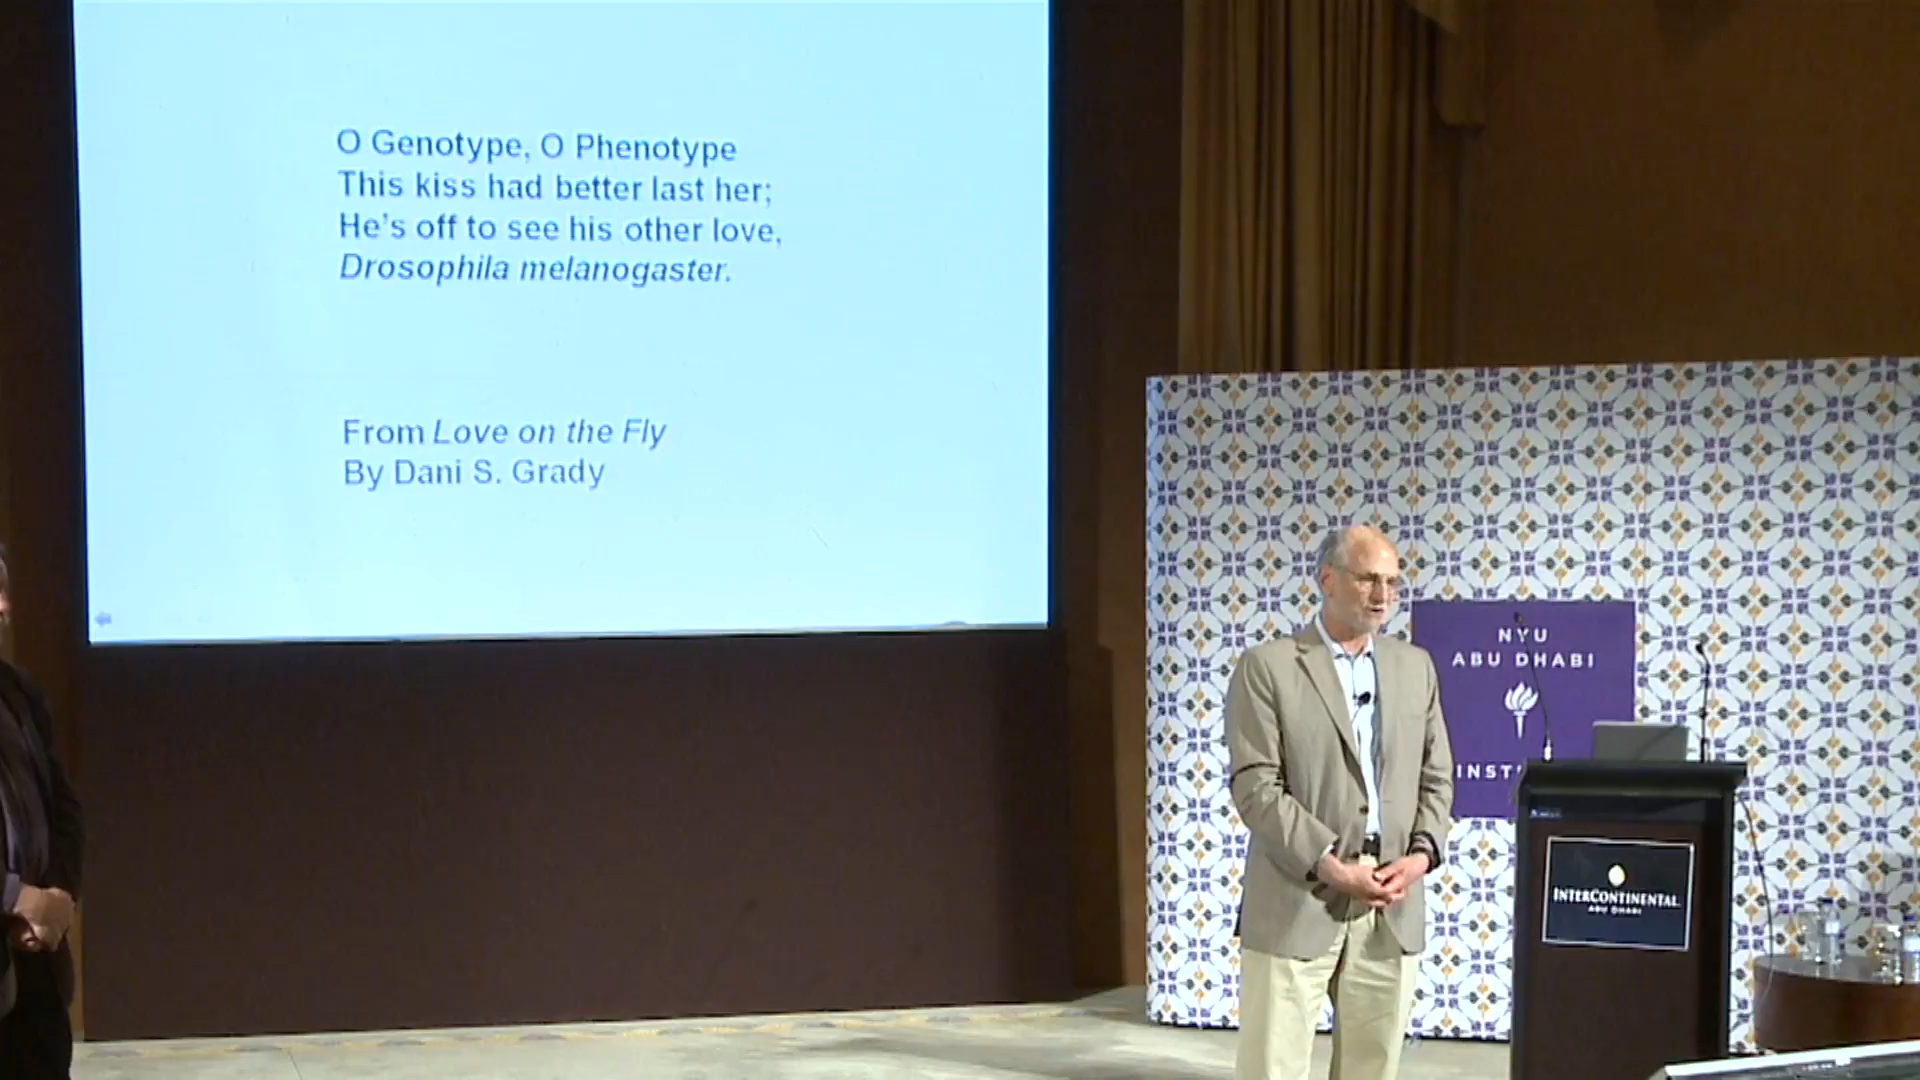 O Genotype, O Phenotype
This kiss had better last her;
He's off to see his other love,
Drosophila melanogaster.
From Love on the Fly
By Dani S. Grady
NYU
ABU DHABI
INTERCONTINENTAL
ABU DHABI